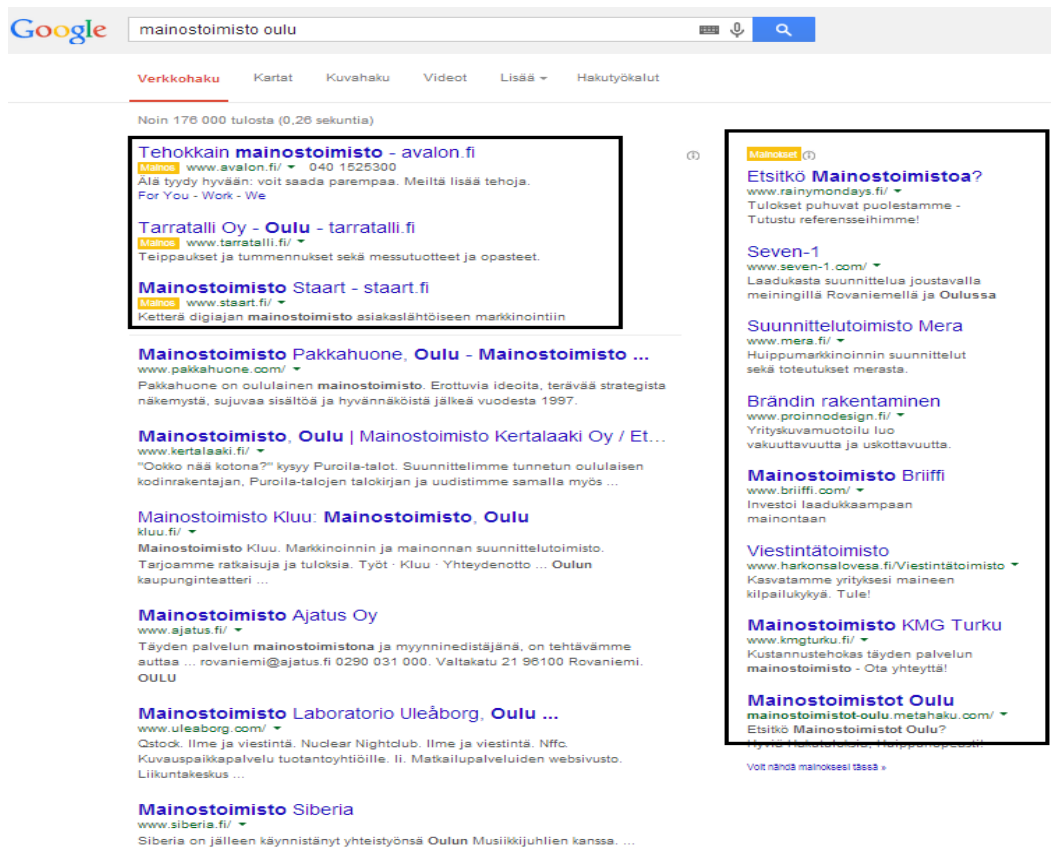 Google
mainostoimisto oulu
Verkkohaku Kartat Kuvahaku Videot Lisää Hakutyökalut
Noin 176 000 tulosta (0,26 sekuntia)
Tehokkain mainostoimisto - avalon.fi
Mainos www.avalon.fi/ 040 1525300
Älä tyydy hyvään: voit saada parempaa. Meiltä lisää tehoja.
For You - Work - We
Tarratalli Oy - Oulu - tarratalli.fi
Mainos www.tarratalli.fi/
Teippaukset ja tummennukset sekä messutuotteet ja opasteet.
Mainostoimisto Staart - staart.fi
Mainos www.staart.fi/
Ketterä digiajan mainostoimisto asiakaslähtöiseen markkinointiin
Mainostoimisto Pakkahuone, Oulu - Mainostoimisto ...
www.pakkahuone.com/
Pakkahuone on oululainen mainostoimisto. Erottuvia ideoita, terävää strategista
näkemystä, sujuvaa sisältöä ja hyvännäköistä jälkeä vuodesta 1997.
Mainostoimisto, Oulu | Mainostoimisto Kertalaaki Oy / Et...
www.kertalaaki.fi/
"Ookko nää kotona?" kysyy Puroila-talot. Suunnittelimme tunnetun oululaisen
kodinrakentajan, Puroila-talojen talokirjan ja uudistimme samalla myös ...
Mainostoimisto Kluu: Mainostoimisto, Oulu
kluu.fi/
Mainostoimisto Kluu. Markkinoinnin ja mainonnan suunnittelutoimisto.
Tarjoamme ratkaisuja ja tuloksia. Työt · Kluu · Yhteydenotto ... Oulun
kaupunginteatteri ...
Mainostoimisto Ajatus Oy
www.ajatus.fi/
Täyden palvelun mainostoimistona ja myynninedistäjänä, on tehtävämme
auttaa ... rovaniemi@ajatus.fi 0290 031 000. Valtakatu 21 96100 Rovaniemi.
OULU
Mainostoimisto Laboratorio Uleåborg, Oulu ...
www.uleaborg.com/
Qstock. Ilme ja viestintä. Nuclear Nightclub. Ilme ja viestintä. Nffc.
Kuvauspaikkapalvelu tuotantoyhtiöille. Ii. Matkailupalveluiden websivusto.
Liikuntakeskus ...
Mainostoimisto Siberia
www.siberia.fi/
Siberia on jälleen käynnistänyt yhteistyönsä Oulun Musiikkijuhlien kanssa. ...
Mainokset
Etsitkö Mainostoimistoa?
www.rainymondays.fi/
Tulokset puhuvat puolestamme -
Tutustu referensseihimme!
Seven-1
www.seven-1.com/
Laadukasta suunnittelua joustavalla
meiningillä Rovaniemellä ja Oulussa
Suunnittelutoimisto Mera
www.mera.fi/
Huippumarkkinoinnin suunnittelut
sekä toteutukset merasta.
Brändin rakentaminen
www.proinnodesign.fi/
Yrityskuvamuotoilu luo
vakuuttavuutta ja uskottavuutta.
Mainostoimisto Briiffi
www.briiffi.com/
Investoi laadukkaampaan
mainontaan
Viestintätoimisto
www.harkonsalovesa.fi/Viestintätoimisto
Kasvatamme yrityksesi maineen
kilpailukykyä. Tule!
Mainostoimisto KMG Turku
www.kmgturku.fi/
Kustannustehokas täyden palvelun
mainostoimisto - Ota yhteyttä!
Mainostoimistot Oulu
mainostoimistot-oulu.metahaku.com/
Etsitkö Mainostoimistot Oulu?
Hyviä Hakutuloksia, Huippunopeasti!
Voit nähdä mainoksesi tässä »